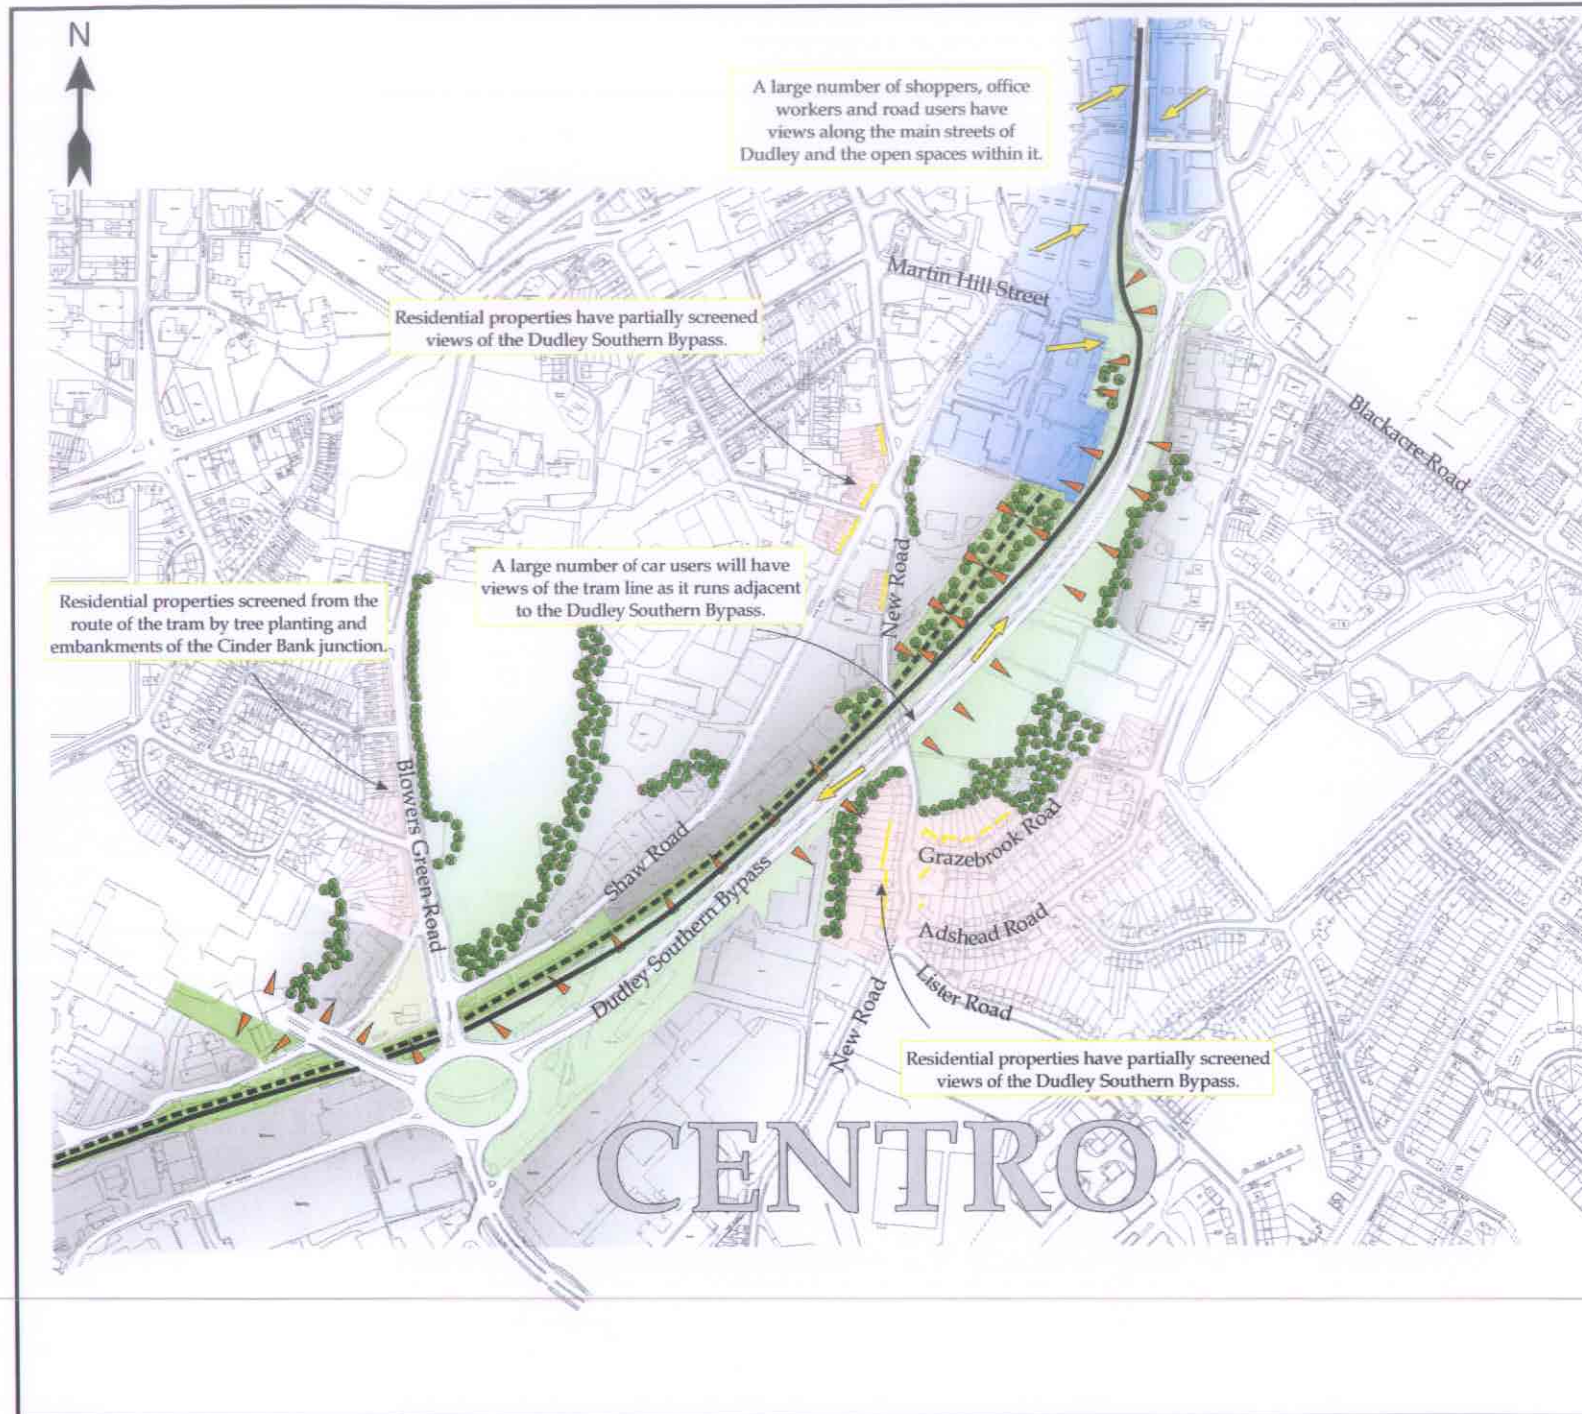 N
A large number of shoppers, office
workers and road users have
views along the main streets of
Dudley and the open spaces within it.
Martin Hill Street
Residential properties have partially screened
views of the Dudley Southern Bypass.
Blackacre Road
A large number of car users will have
views of the tram line as it runs adjacent
to the Dudley Southern Bypass.
New Road
Residential properties screened from the
route of the tram by tree planting and
embankments of the Cinder Bank junction.
Blowers Green Road
Shaw Road
Grazebrook Road
Adshead Road
Dudley Southern Bypass
Lister Road
New Road
Residential properties have partially screened
views of the Dudley Southern Bypass.
CENTRO